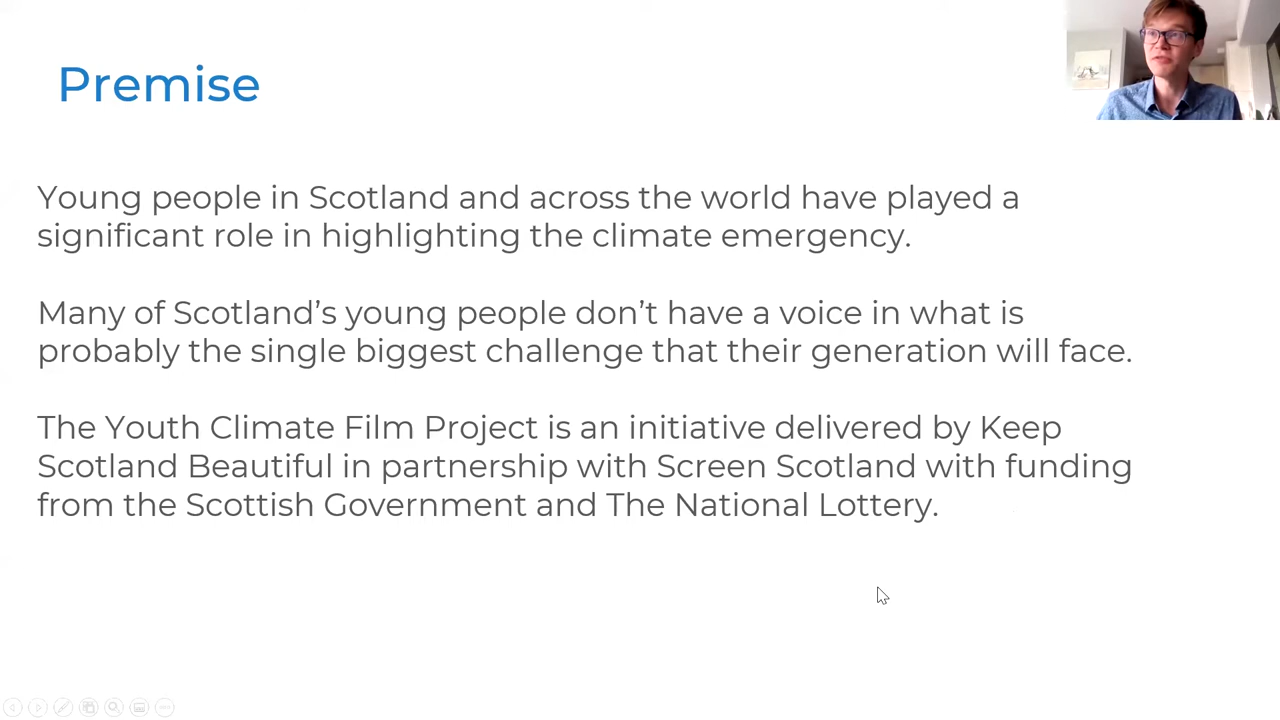 Premise
Young people in Scotland and across the world have played a
significant role in highlighting the climate emergency.
Many of Scotland’s young people don’t have a voice in what is
probably the single biggest challenge that their generation will face.
The Youth Climate Film Project is an initiative delivered by Keep
Scotland Beautiful in partnership with Screen Scotland with funding
from the Scottish Government and The National Lottery.